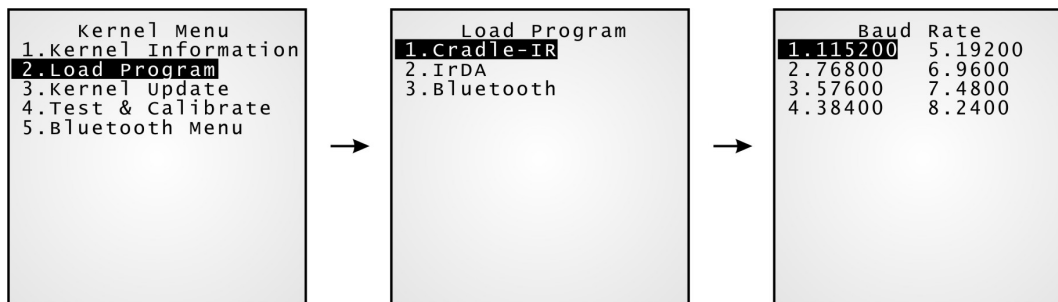 Kernel Menu
1.Kernel Information
2.Load Program
3.Kernel Update
4.Test & Calibrate
5.Bluetooth Menu
Load Program
1.Cradle-IR
2.IrDA
3.Bluetooth
Baud Rate
1.115200 5.19200
2.76800 6.9600
3.57600 7.4800
4.38400 8.2400